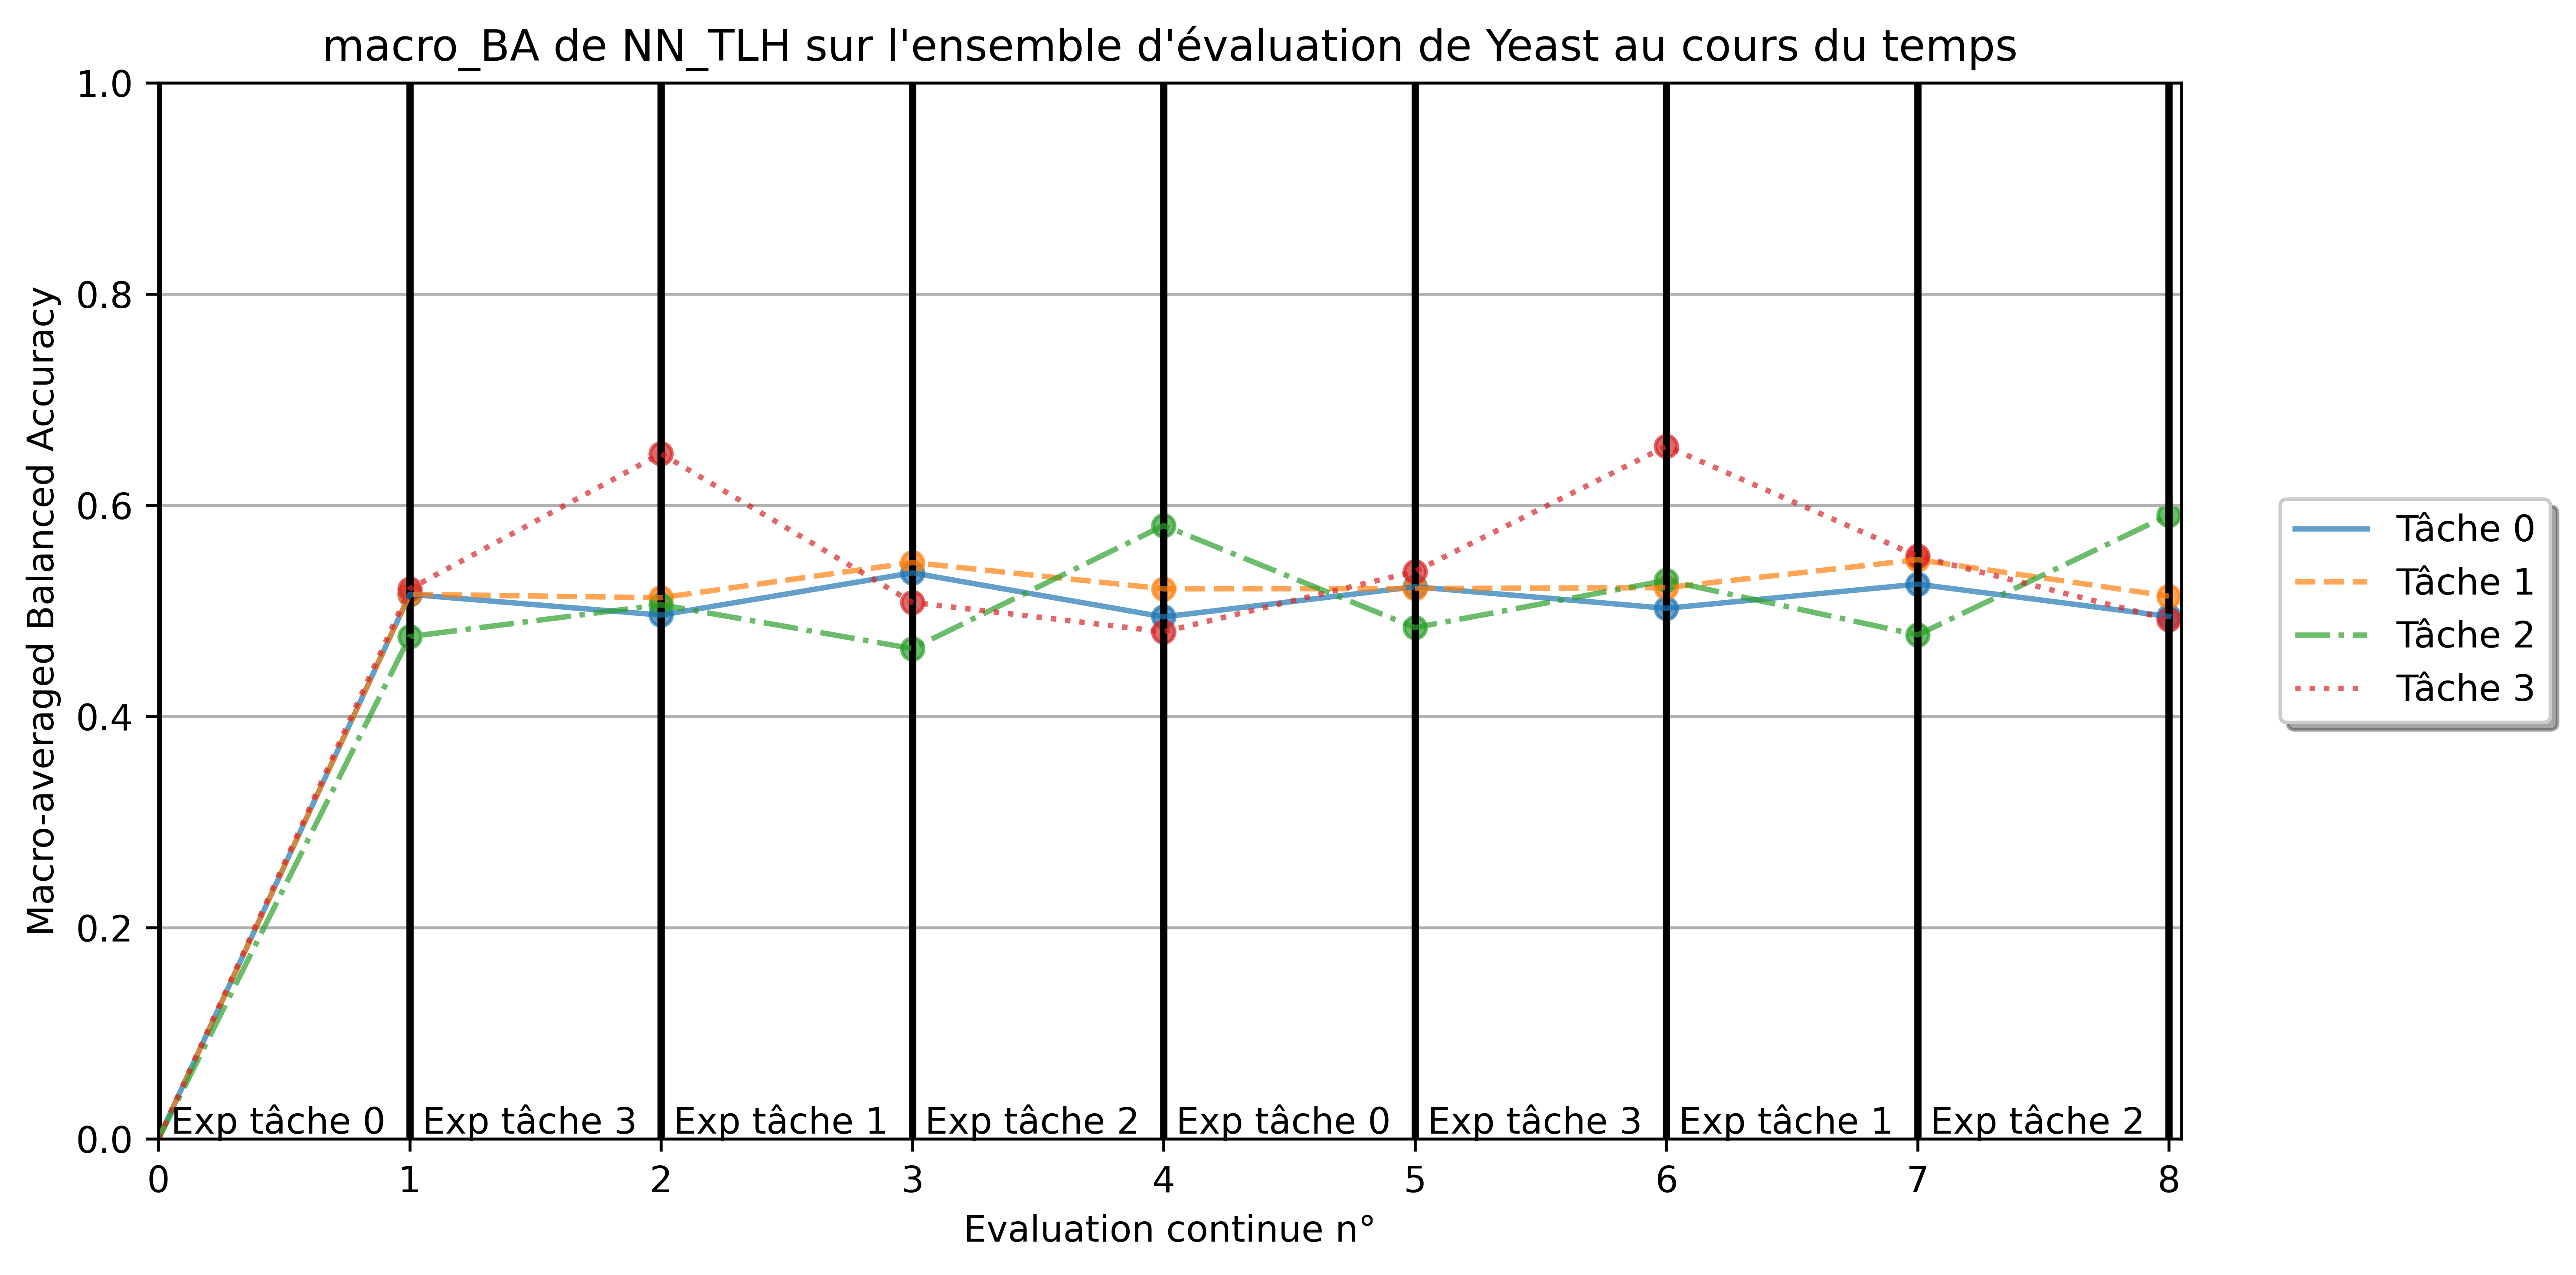 macro_BA de NN_TLH sur l'ensemble d'évaluation de Yeast au cours du temps
Macro-averaged Balanced Accuracy
1.0
0.8
0.6
0.4
0.2
0.0
Exp tâche 0
Exp tâche 3
Exp tâche 1
Exp tâche 2
Exp tâche 0
Exp tâche 3
Exp tâche 1
Exp tâche 2
0 1 2 3 4 5 6 7 8
Evaluation continue n°
Tâche 0
Tâche 1
Tâche 2
Tâche 3